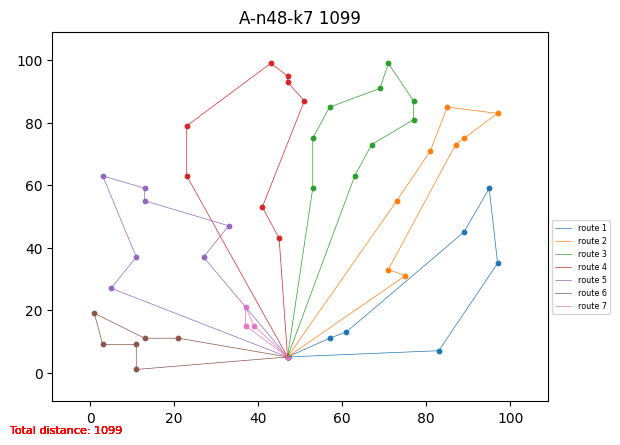 A-n48-k7 1099
100
80
60
40
20
0
0 20 40 60 80 100
route 1
route 2
route 3
route 4
route 5
route 6
route 7
Total distance: 1099